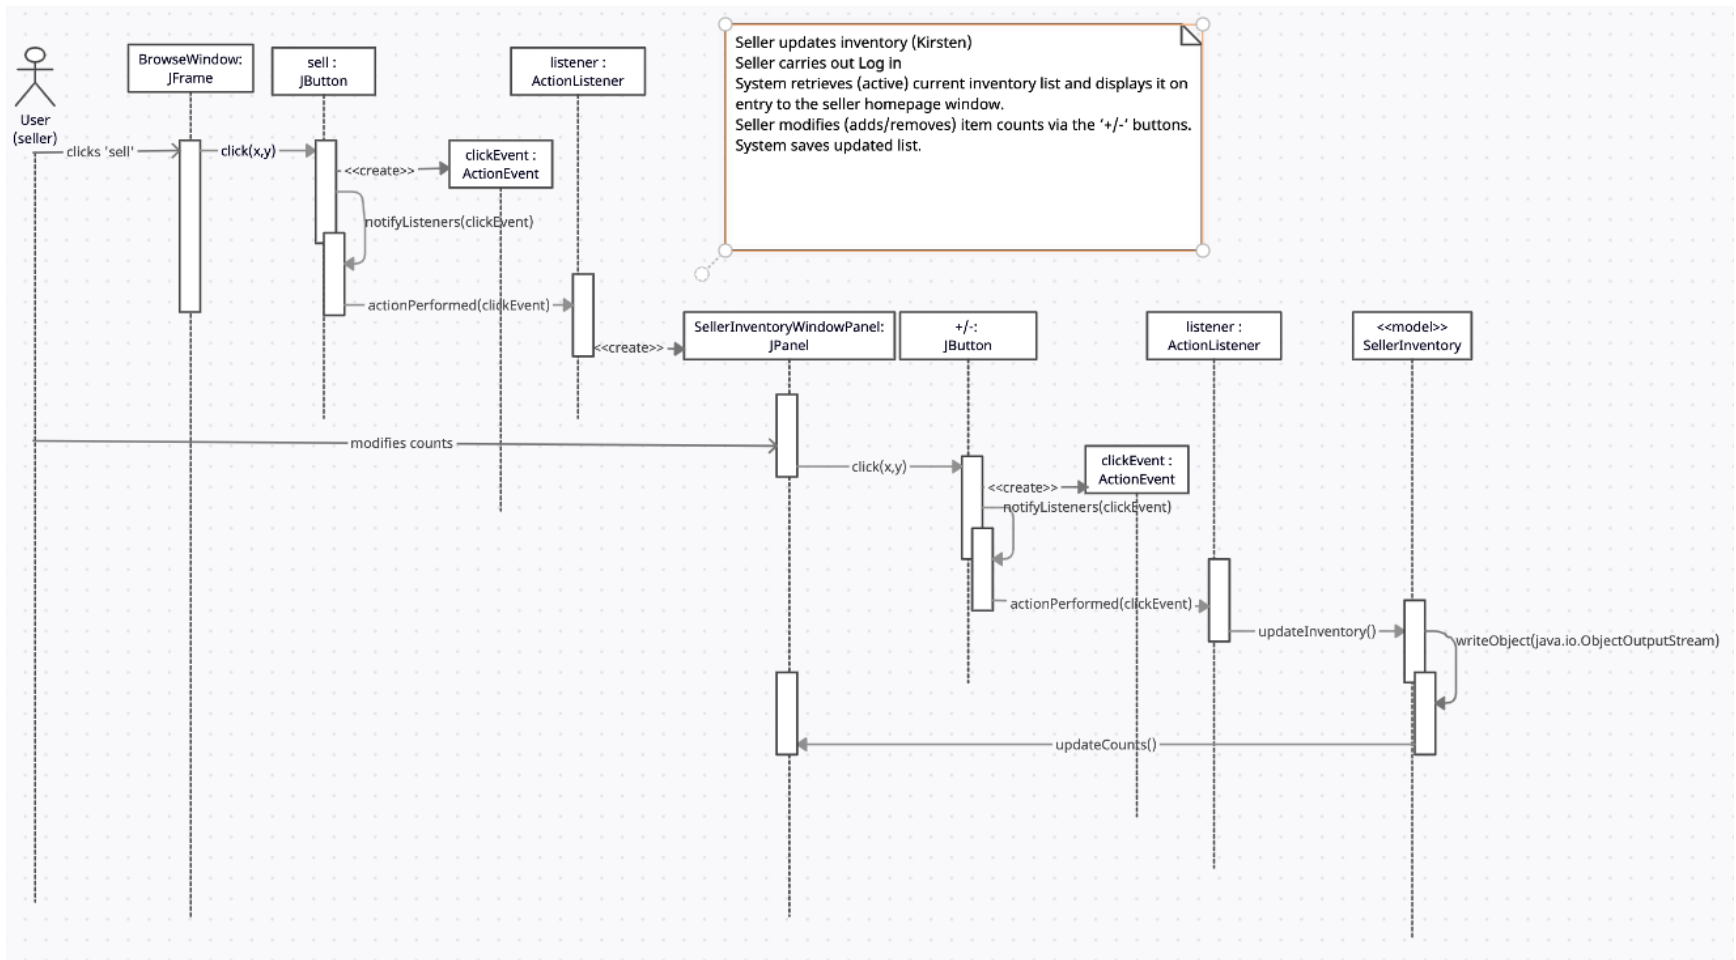 Seller updates inventory (Kirsten)
Seller carries out Log in
System retrieves (active) current inventory list and displays it on
entry to the seller homepage window.
Seller modifies (adds/removes) item counts via the ‘+/-’ buttons.
System saves updated list.
User
(seller)
BrowseWindow:
JFrame
sell :
JButton
listener :
ActionListener
clicks 'sell'
click(x,y)
<<create>>
clickEvent :
ActionEvent
notifyListeners(clickEvent)
actionPerformed(clickEvent)
<<create>>
SellerInventoryWindowPanel:
JPanel
+/-:
JButton
listener :
ActionListener
<<model>>
SellerInventory
modifies counts
click(x,y)
<<create>>
clickEvent :
ActionEvent
notifyListeners(clickEvent)
actionPerformed(clickEvent)
updateInventory()
writeObject(java.io.ObjectOutputStream)
updateCounts()